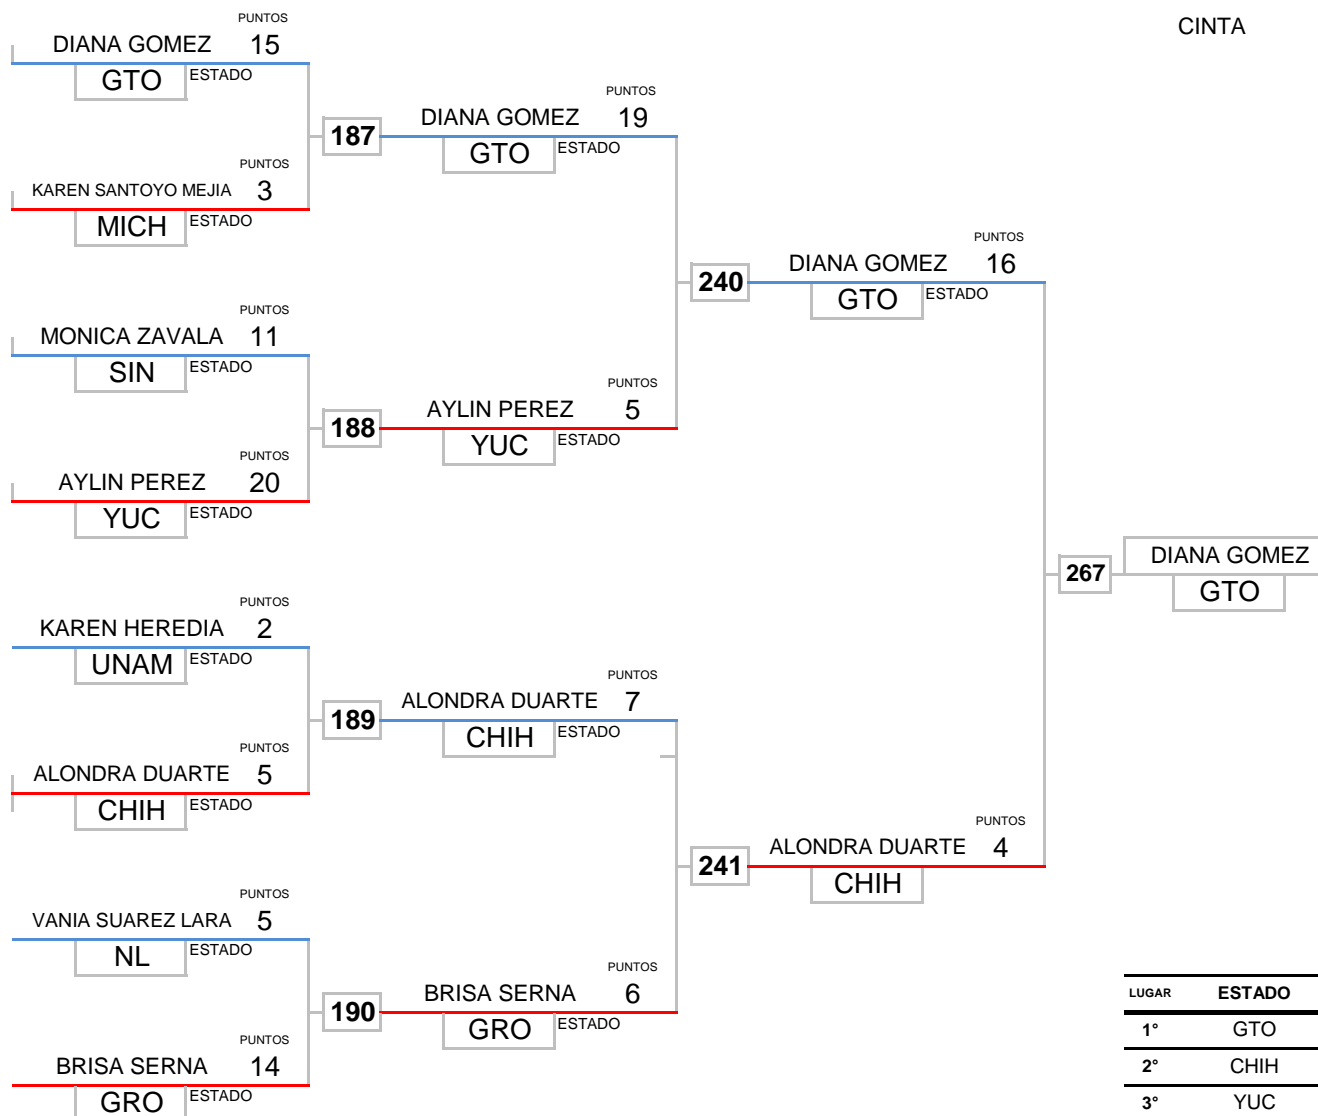 CINTA
PUNTOS
DIANA GOMEZ 15
GTO ESTADO
187
PUNTOS
KAREN SANTOYO MEJIA 3
MICH ESTADO
PUNTOS
DIANA GOMEZ 19
GTO ESTADO
PUNTOS
MONICA ZAVALA 11
SIN ESTADO
188
PUNTOS
AYLIN PEREZ 20
YUC ESTADO
PUNTOS
AYLIN PEREZ 5
YUC ESTADO
240
PUNTOS
DIANA GOMEZ 16
GTO ESTADO
PUNTOS
KAREN HEREDIA 2
UNAM ESTADO
189
PUNTOS
ALONDRA DUARTE 5
CHIH ESTADO
PUNTOS
ALONDRA DUARTE 7
CHIH ESTADO
PUNTOS
VANIA SUAREZ LARA 5
NL ESTADO
190
PUNTOS
BRISA SERNA 14
GRO ESTADO
PUNTOS
BRISA SERNA 6
GRO ESTADO
241
PUNTOS
ALONDRA DUARTE 4
CHIH
267
DIANA GOMEZ
GTO
LUGAR ESTADO
1° GTO
2° CHIH
3° YUC